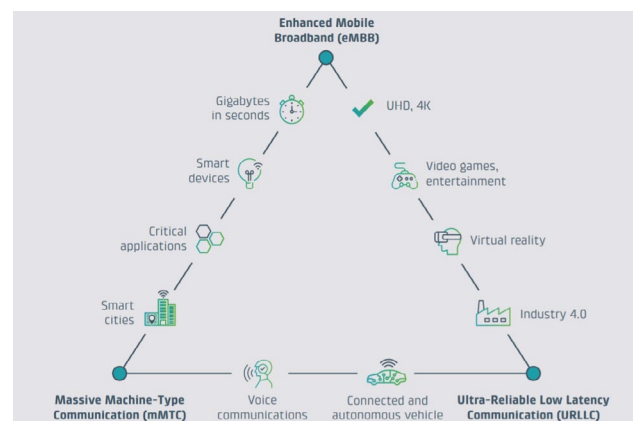 Enhanced Mobile
Broadband (eMBB)
Gigabytes
in seconds
UHD, 4K
Smart
devices
Video games,
entertainment
Critical
applications
Virtual reality
Smart
cities
Industry 4.0
Massive Machine-Type
Communication (mMTC)
Voice
communications
Connected and
autonomous vehicle
Ultra-Reliable Low Latency
Communication (URLLC)